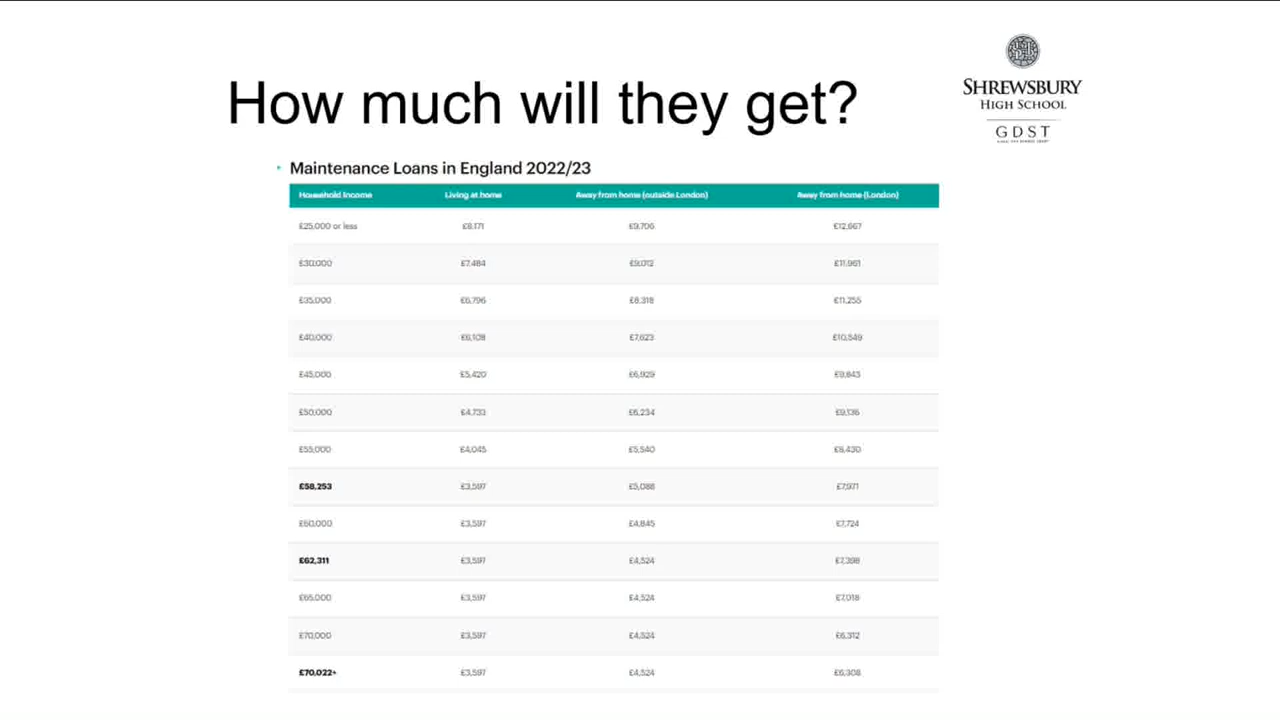 How much will they get?
SHREWSBURY
HIGH SCHOOL
GDST
• Maintenance Loans in England 2022/23
Household Income Living at home Away from home (outside London) Away from home (London)
£25,000 or less £8,171 £9,706 £12,667
£30,000 £7,484 £9,012 £11,961
£35,000 £6,796 £8,318 £11,255
£40,000 £6,108 £7,623 £10,549
£45,000 £5,420 £6,929 £9,843
£50,000 £4,733 £6,234 £9,136
£55,000 £4,045 £5,540 £8,430
£58,253 £3,597 £5,088 £7,971
£60,000 £3,597 £4,845 £7,724
£62,311 £3,597 £4,524 £7,398
£65,000 £3,597 £4,524 £7,018
£70,000 £3,597 £4,524 £6,312
£70,022+ £3,597 £4,524 £6,308